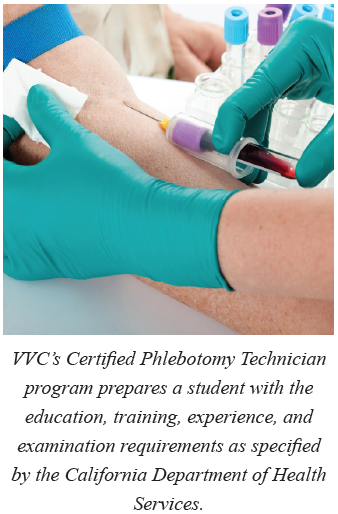 VVC’s Certified Phlebotomy Technician
program prepares a student with the
education, training, experience, and
examination requirements as specified
by the California Department of Health
Services.